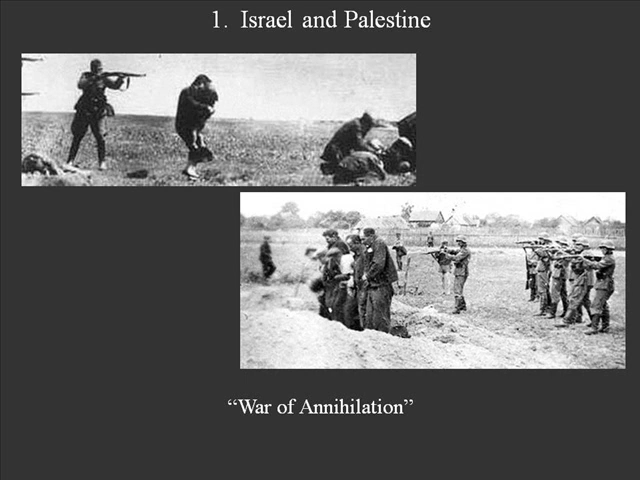 1. Israel and Palestine
“War of Annihilation”